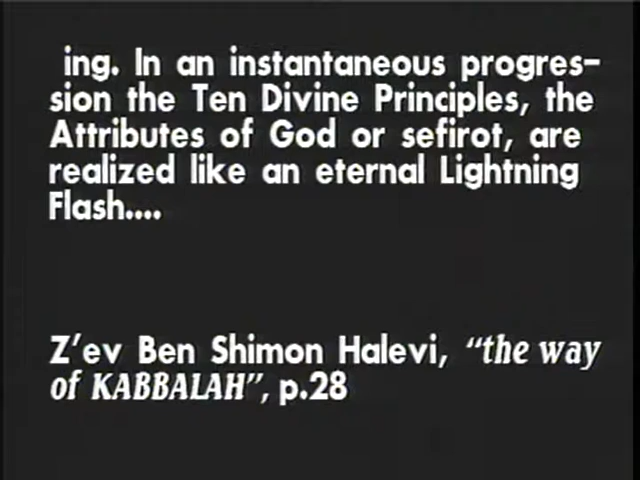 ing. In an instantaneous progres-
sion the Ten Divine Principles, the
Attributes of God or sefirot, are
realized like an eternal Lightning
Flash....
Z'ev Ben Shimon Halevi, "the way
of KABBALAH", p.28